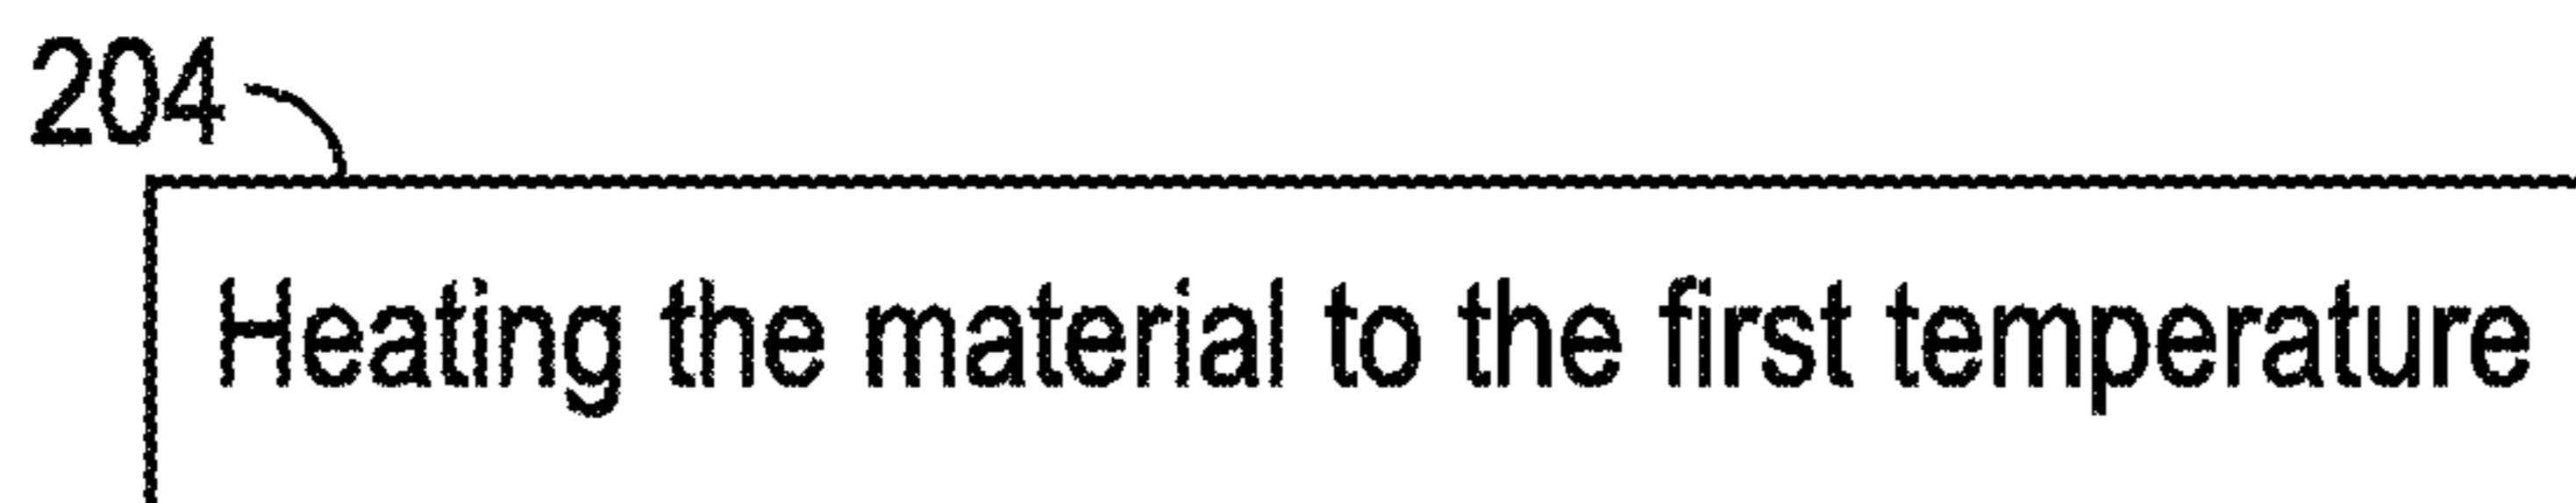 204
Heating the material to the first temperature